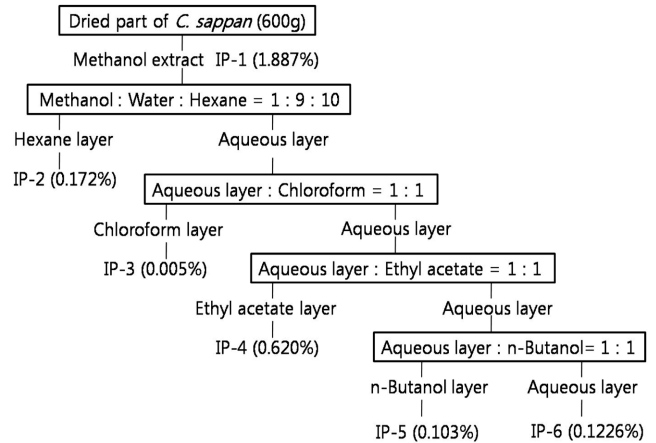 Dried part of C. sappan (600g)
Methanol extract IP-1 (1.887%)
Methanol : Water : Hexane = 1 : 9 : 10
Hexane layer
Aqueous layer
IP-2 (0.172%)
Aqueous layer : Chloroform = 1 : 1
Chloroform layer
Aqueous layer
IP-3 (0.005%)
Aqueous layer : Ethyl acetate = 1 : 1
Ethyl acetate layer
Aqueous layer
IP-4 (0.620%)
Aqueous layer : n-Butanol= 1 : 1
n-Butanol layer
Aqueous layer
IP-5 (0.103%)
IP-6 (0.1226%)